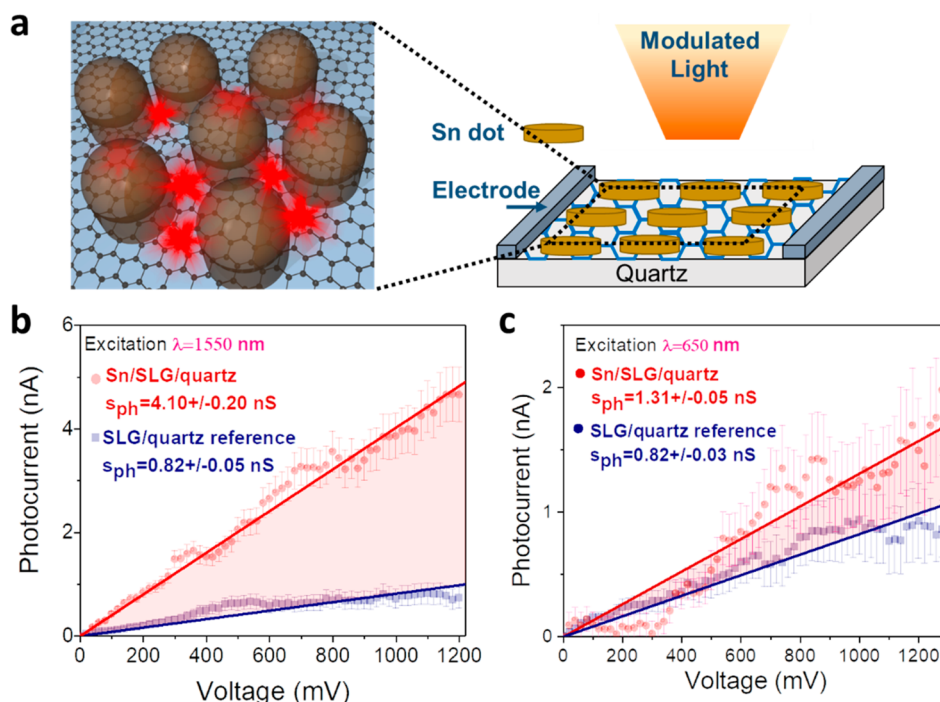 a
Modulated
Light
Sn dot
Electrode
Quartz
b
Excitation λ=1550 nm
Sn/SLG/quartz
sph=4.10+/-0.20 nS
SLG/quartz reference
sph=0.82+/-0.05 nS
Photocurrent (nA)
6
4
2
0
0 200 400 600 800 1000 1200
Voltage (mV)
c
Excitation λ=650 nm
Sn/SLG/quartz
sph=1.31+/-0.05 nS
SLG/quartz reference
sph=0.82+/-0.03 nS
Photocurrent (nA)
2
1
0
0 200 400 600 800 1000 1200
Voltage (mV)